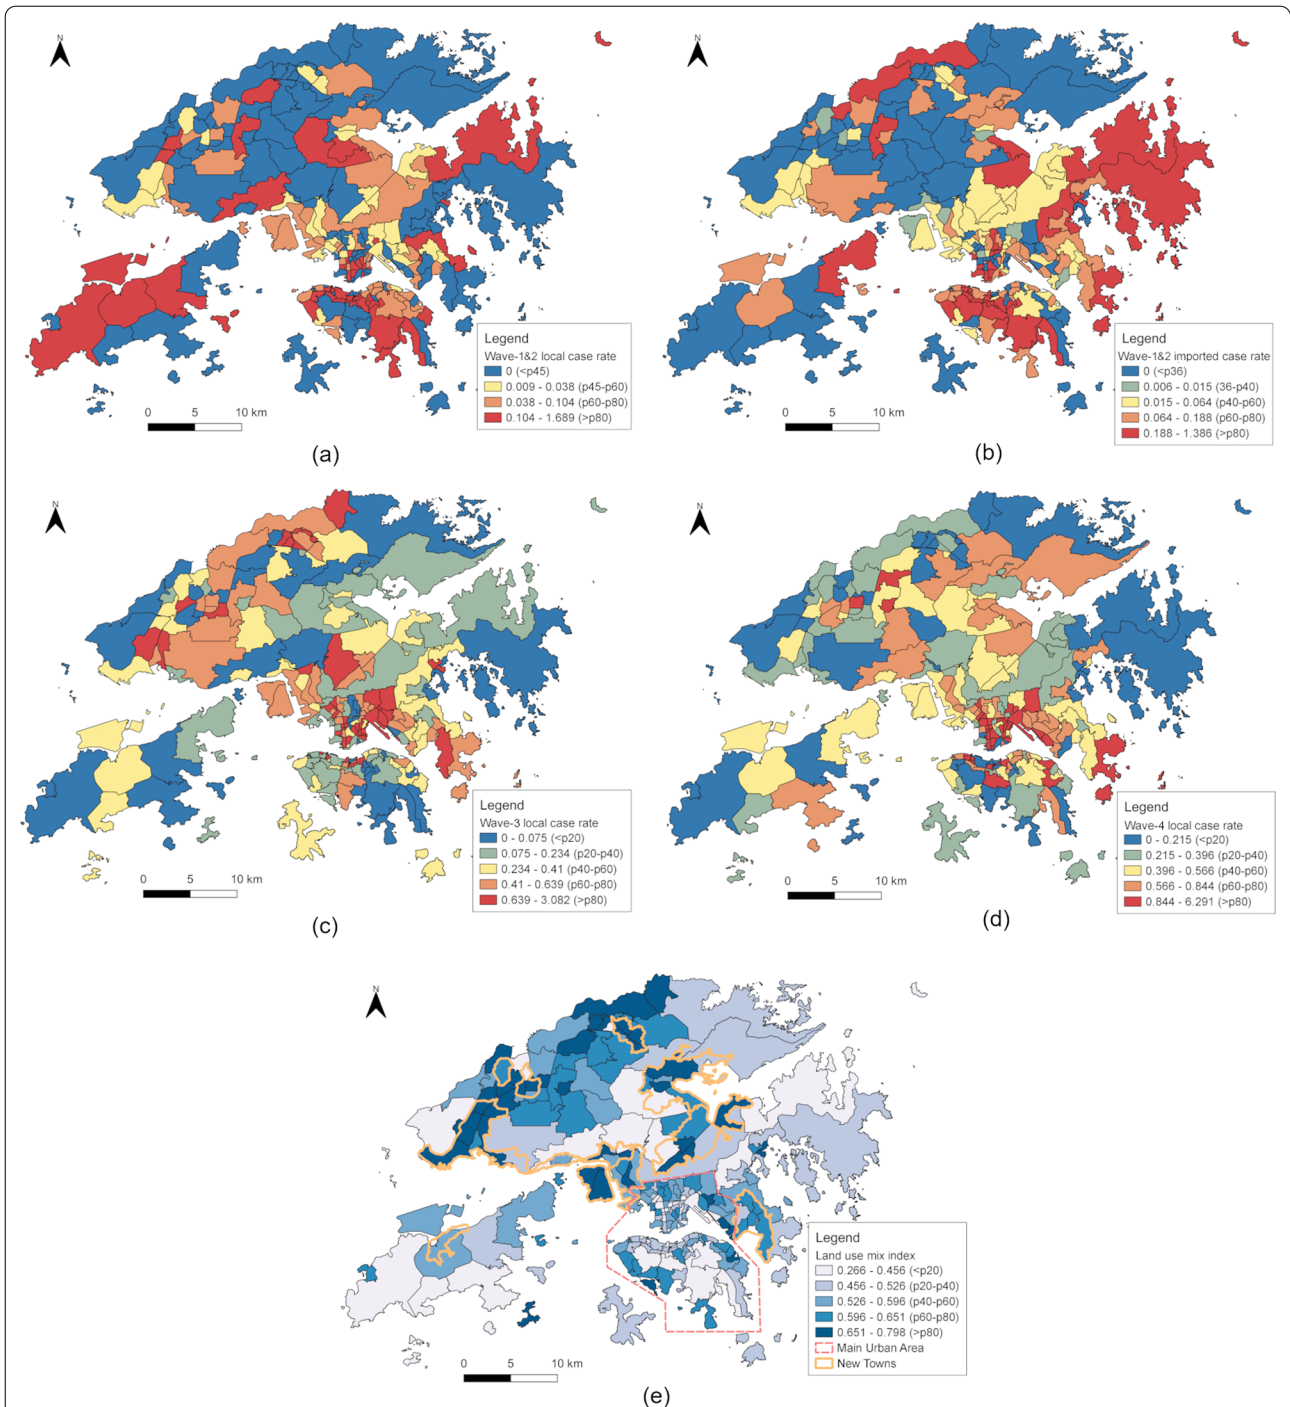 N
Legend
Wave-1&2 local case rate
0 (<p45)
0.009 - 0.038 (p45-p60)
0.038 - 0.104 (p60-p80)
0.104 - 1.689 (>p80)
0 5 10 km
(a)
N
Legend
Wave-1&2 imported case rate
0 (<p36)
0.006 - 0.015 (36-p40)
0.015 - 0.064 (p40-p60)
0.064 - 0.188 (p60-p80)
0.188 - 1.386 (>p80)
0 5 10 km
(b)
N
Legend
Wave-3 local case rate
0 - 0.075 (<p20)
0.075 - 0.234 (p20-p40)
0.234 - 0.41 (p40-p60)
0.41 - 0.639 (p60-p80)
0.639 - 3.082 (>p80)
0 5 10 km
(c)
N
Legend
Wave-4 local case rate
0 - 0.215 (<p20)
0.215 - 0.396 (p20-p40)
0.396 - 0.566 (p40-p60)
0.566 - 0.844 (p60-p80)
0.844 - 6.291 (>p80)
0 5 10 km
(d)
N
Legend
Land use mix index
0.266 - 0.456 (<p20)
0.456 - 0.526 (p20-p40)
0.526 - 0.596 (p40-p60)
0.596 - 0.651 (p60-p80)
0.651 - 0.798 (>p80)
Main Urban Area
New Towns
0 5 10 km
(e)